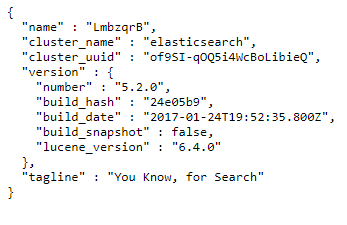 {
  "name" : "LmbzqrB",
  "cluster_name" : "elasticsearch",
  "cluster_uuid" : "of9SI-qOQ5i4WcBoLibieQ",
  "version" : {
    "number" : "5.2.0",
    "build_hash" : "24e05b9",
    "build_date" : "2017-01-24T19:52:35.800Z",
    "build_snapshot" : false,
    "lucene_version" : "6.4.0"
  },
  "tagline" : "You Know, for Search"
}